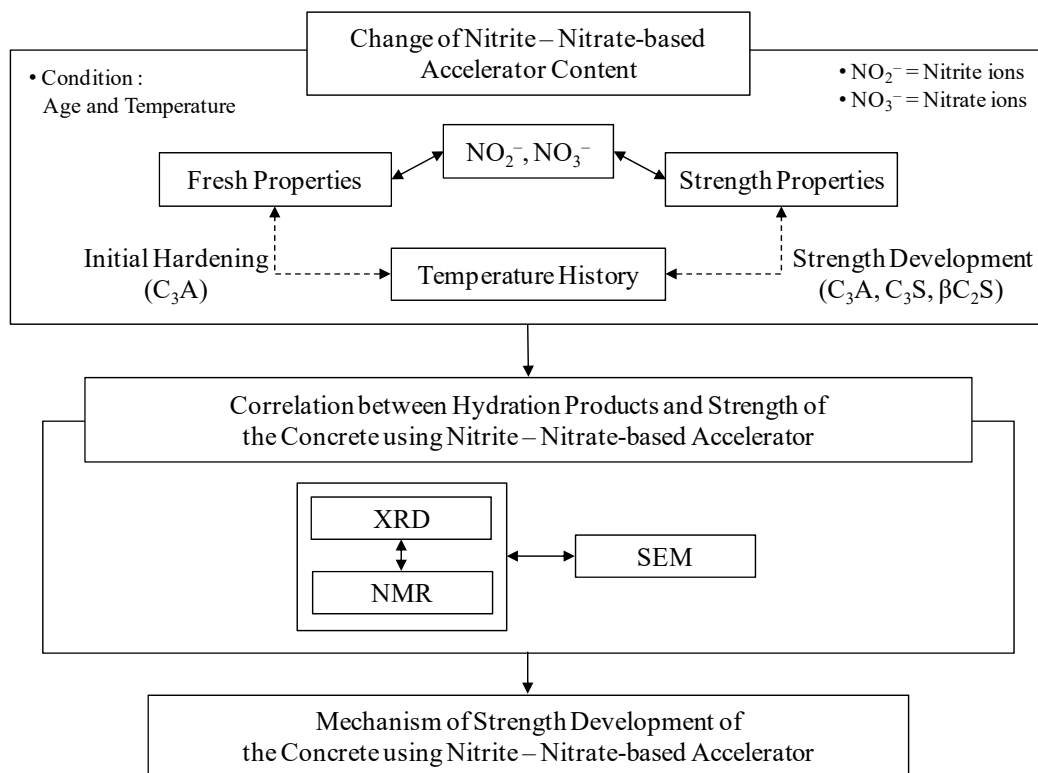 Change of Nitrite – Nitrate-based
Accelerator Content
• Condition :
Age and Temperature
• NO₂⁻ = Nitrite ions
• NO₃⁻ = Nitrate ions
NO₂⁻, NO₃⁻
Fresh Properties
Strength Properties
Initial Hardening
(C₃A)
Temperature History
Strength Development
(C₃A, C₃S, βC₂S)
Correlation between Hydration Products and Strength of
the Concrete using Nitrite – Nitrate-based Accelerator
XRD
SEM
NMR
Mechanism of Strength Development of
the Concrete using Nitrite – Nitrate-based Accelerator